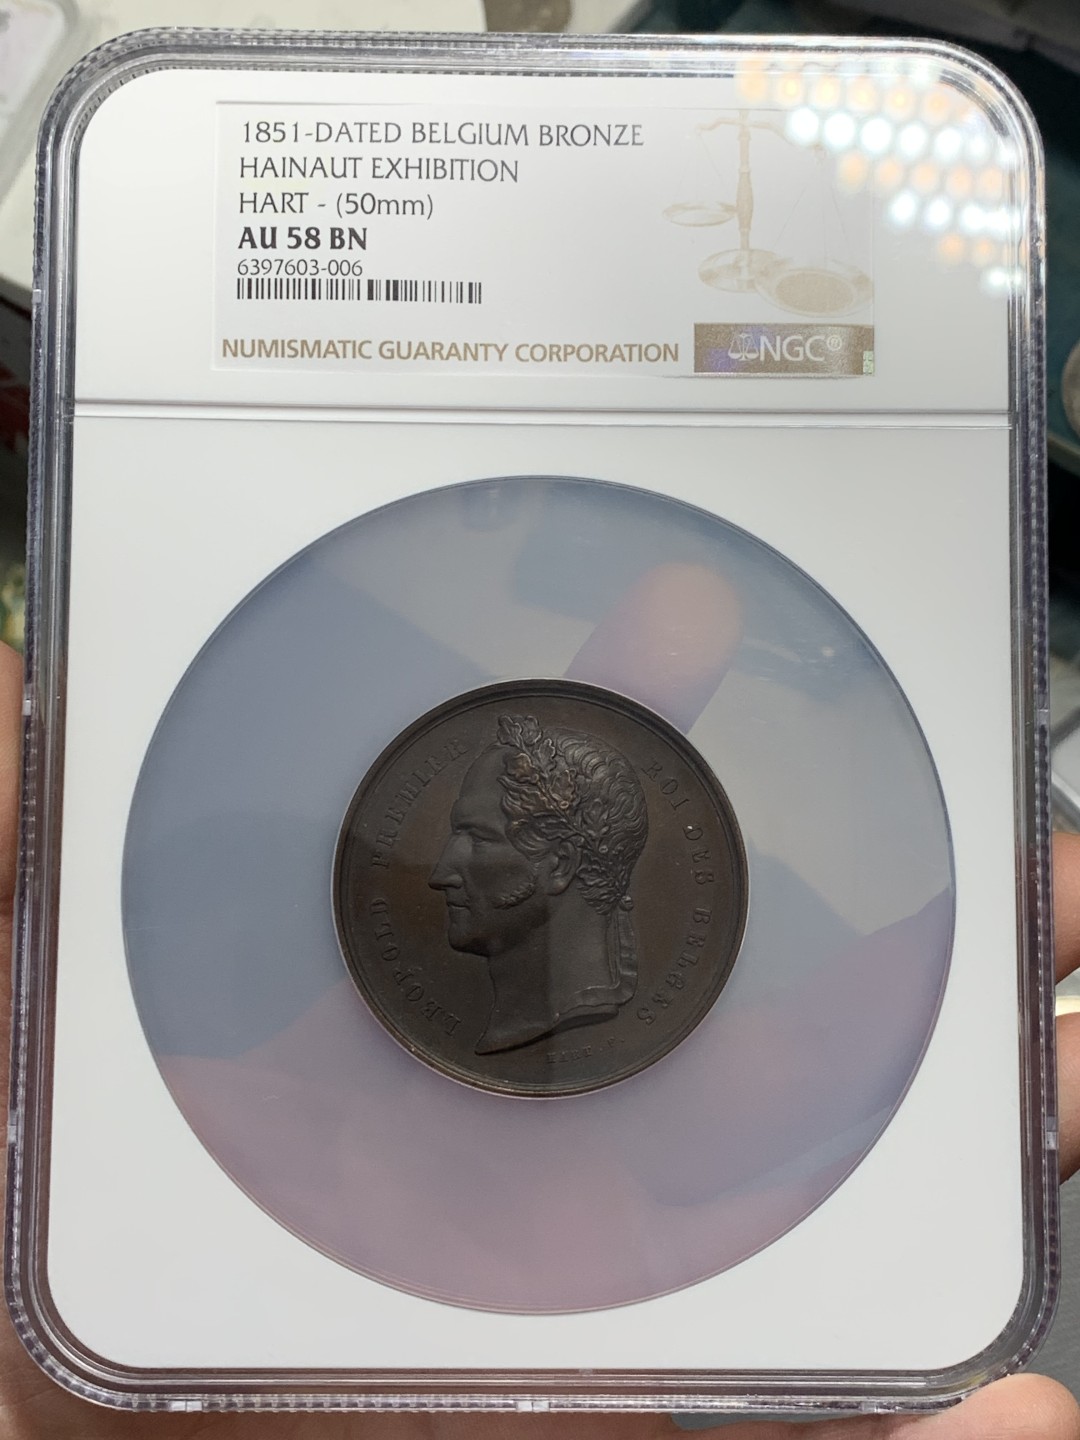 1851-DATED BELGIUM BRONZE
HAINAUT EXHIBITION
HART - (50mm)
AU 58 BN
6397603-006
NUMISMATIC GUARANTY CORPORATION
NGC®
LEOPOLD PREMIER ROI DES BELGES
HART . F.